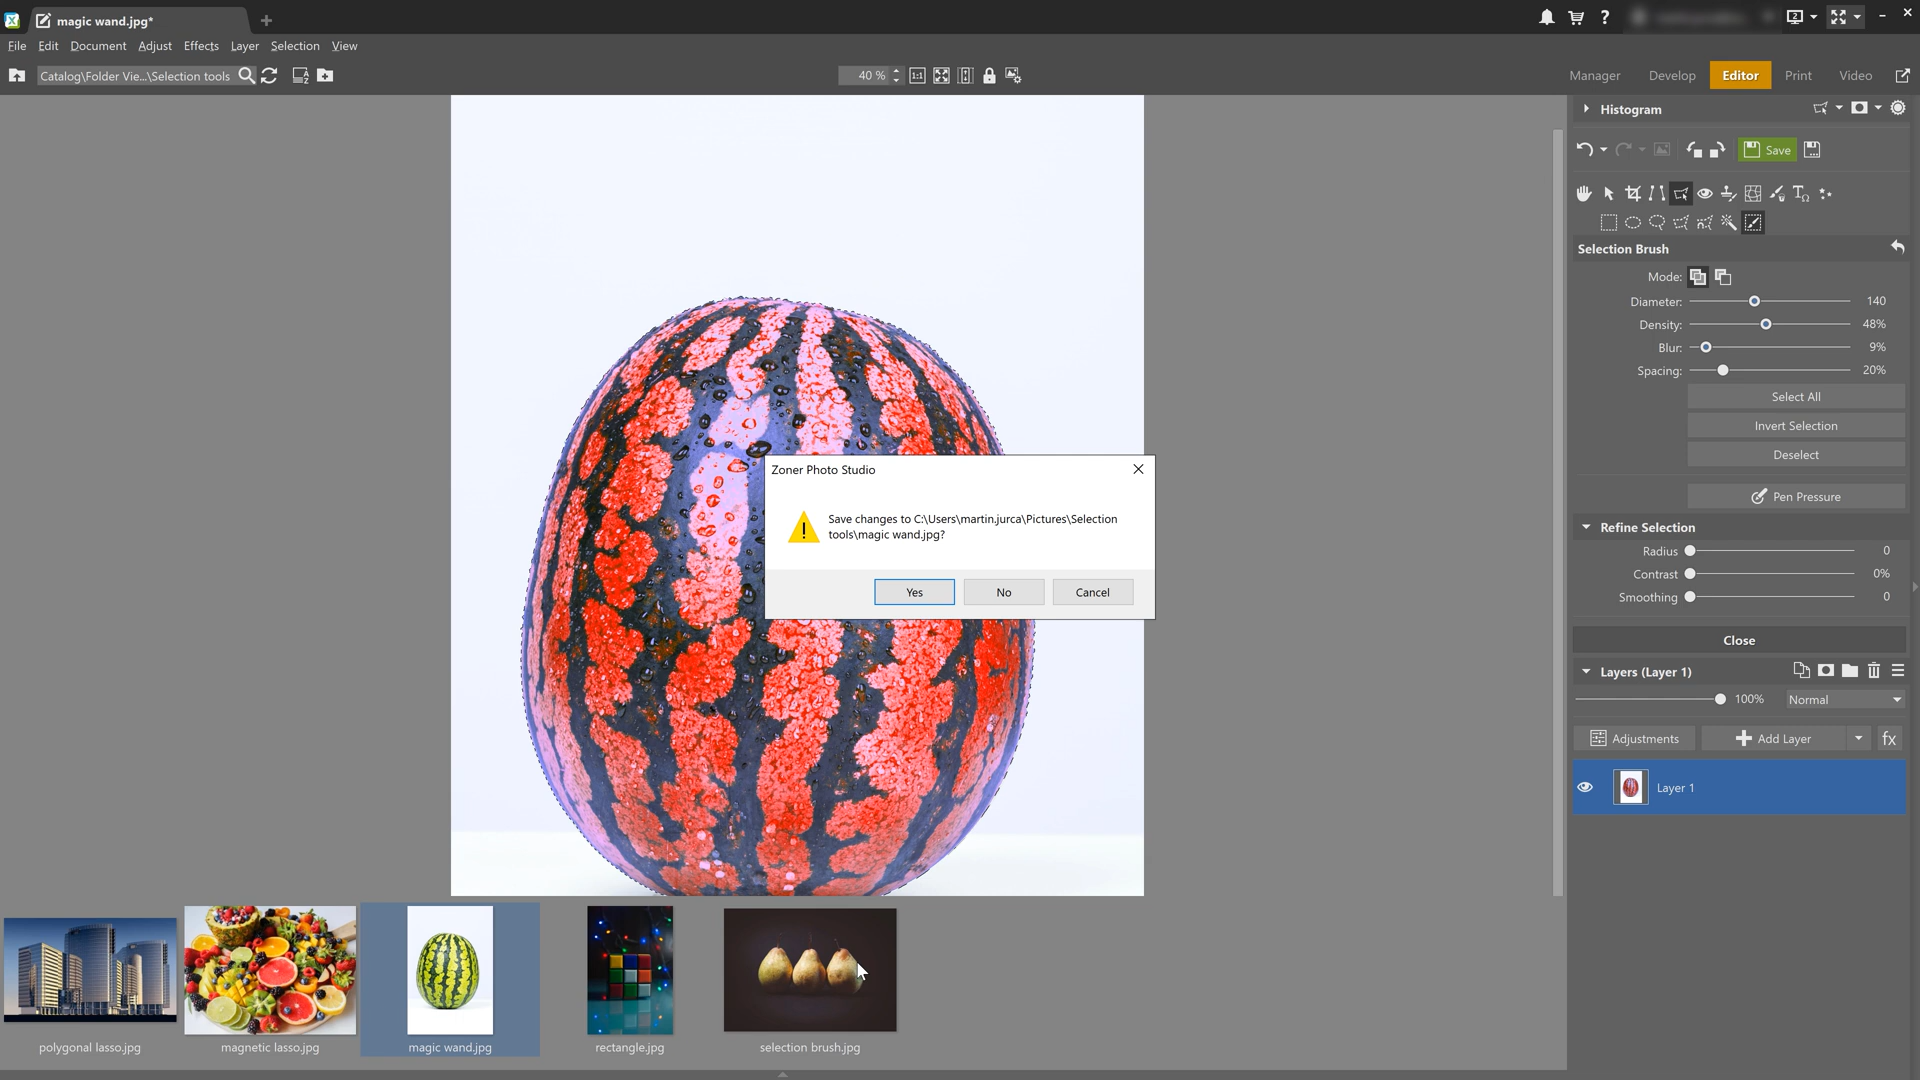 magic wand.jpg*
File Edit Document Adjust Effects Layer Selection View
Catalog\Folder Vie...\Selection tools
40 %
1:1
Manager Develop Editor Print Video
Histogram
Save
Selection Brush
Mode:
Diameter: 140
Density: 48%
Blur: 9%
Spacing: 20%
Select All
Invert Selection
Deselect
Pen Pressure
Refine Selection
Radius 0
Contrast 0%
Smoothing 0
Close
Layers (Layer 1)
100% Normal
Adjustments Add Layer fx
Layer 1
Zoner Photo Studio
Save changes to C:\Users\martin.jurca\Pictures\Selection
tools\magic wand.jpg?
Yes No Cancel
polygonal lasso.jpg magnetic lasso.jpg magic wand.jpg rectangle.jpg selection brush.jpg